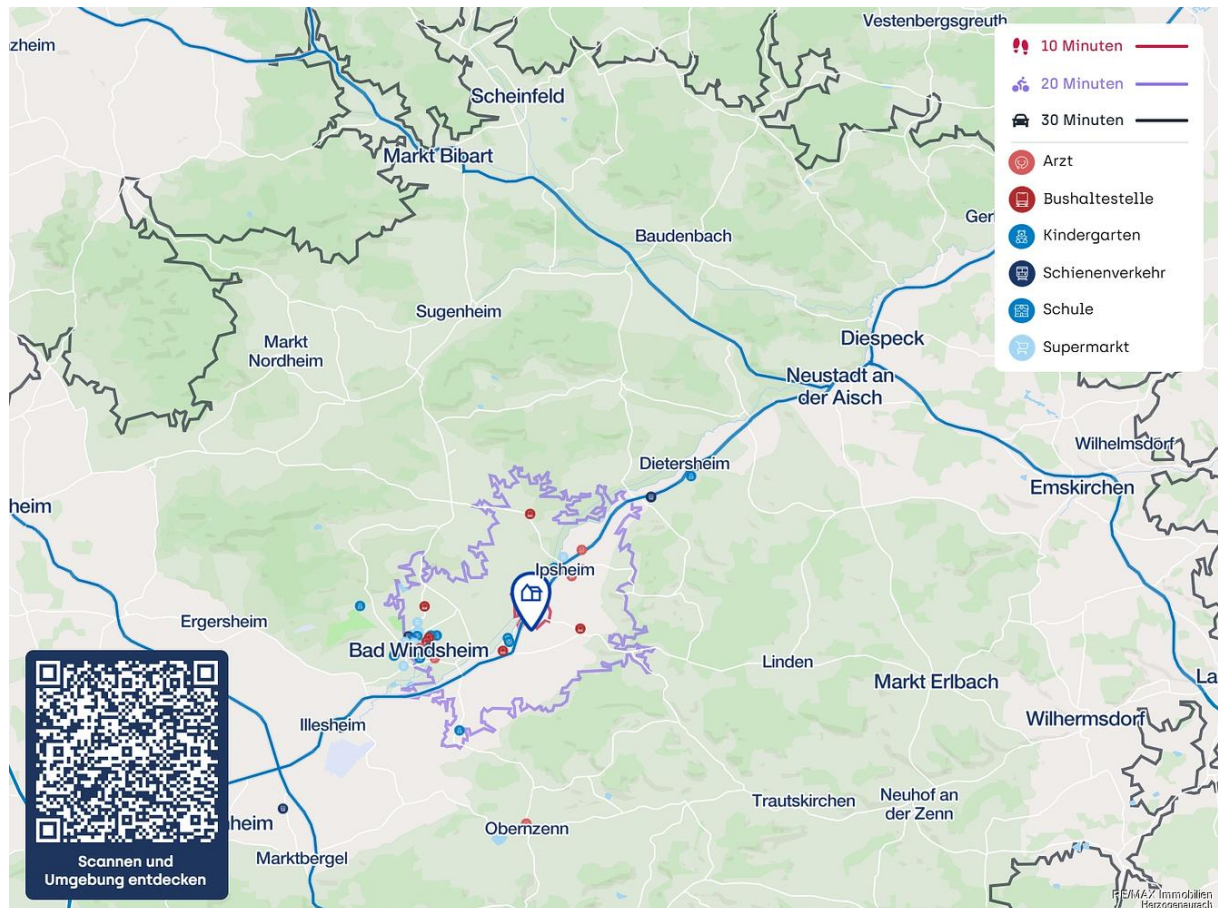 Vestenbergsgreuth
zheim
10 Minuten
20 Minuten
30 Minuten
Arzt
Bushaltestelle
Kindergarten
Schienenverkehr
Schule
Supermarkt
Scheinfeld
Markt Bibart
Baudenbach
Ger
Sugenheim
Markt
Nordheim
Diespeck
Neustadt an
der Aisch
Wilhelmsdorf
Dietersheim
Emskirchen
heim
Ipsheim
Ergersheim
Bad Windsheim
Linden
Markt Erlbach
La
Illesheim
Wilhermsdorf
Trautskirchen
Neuhof an
der Zenn
heim
Obernzenn
Marktbergel
Scannen und
Umgebung entdecken
RE/MAX Immobilien
Herzogenaurach